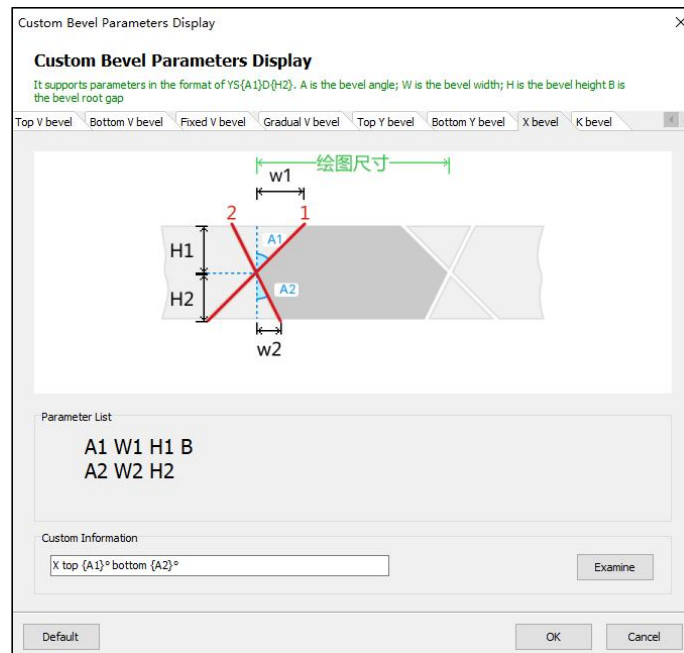 Custom Bevel Parameters Display
Custom Bevel Parameters Display
It supports parameters in the format of YS{A1}D{H2}. A is the bevel angle; W is the bevel width; H is the bevel height B is
the bevel root gap
Top V bevel Bottom V bevel Fixed V bevel Gradual V bevel Top Y bevel Bottom Y bevel X bevel K bevel
绘图尺寸
w1
2 1
H1 A1
H2 A2
w2
Parameter List
A1 W1 H1 B
A2 W2 H2
Custom Information
X top {A1}° bottom {A2}° Examine
Default OK Cancel